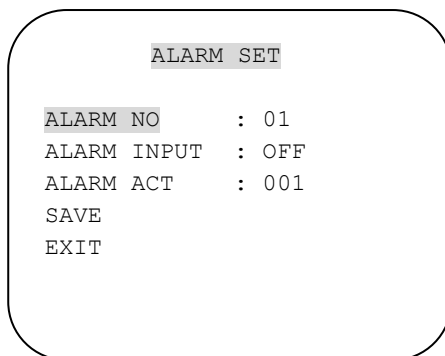 ALARM SET
ALARM NO : 01
ALARM INPUT : OFF
ALARM ACT : 001
SAVE
EXIT